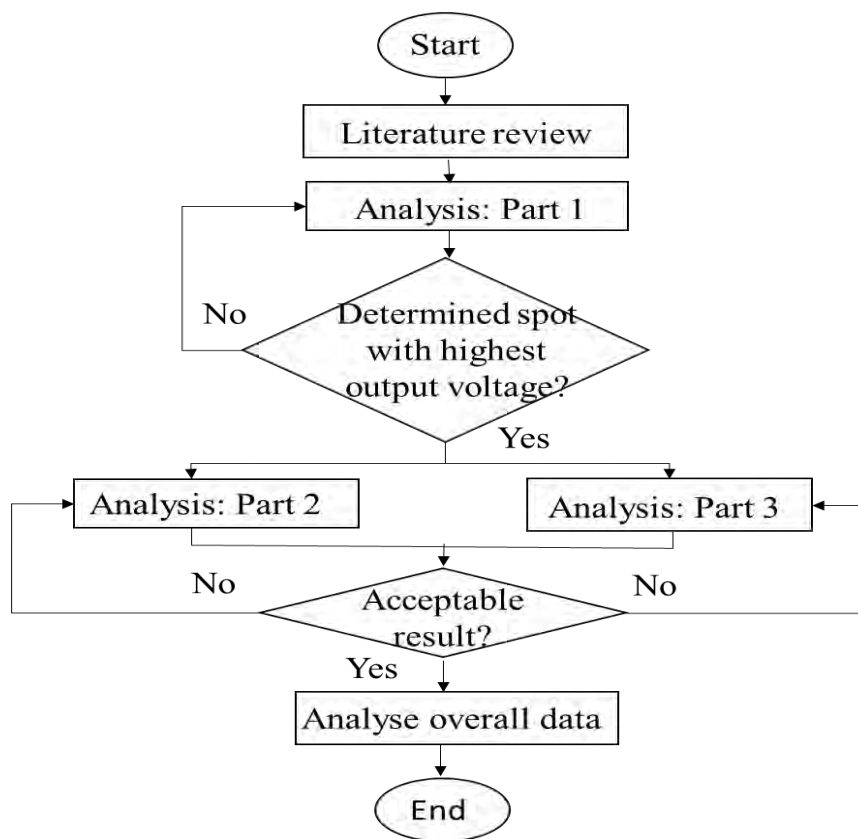 Start
Literature review
Analysis: Part 1
No
Determined spot
with highest
output voltage?
Yes
Analysis: Part 2
Analysis: Part 3
No
No
Acceptable
result?
Yes
Analyse overall data
End